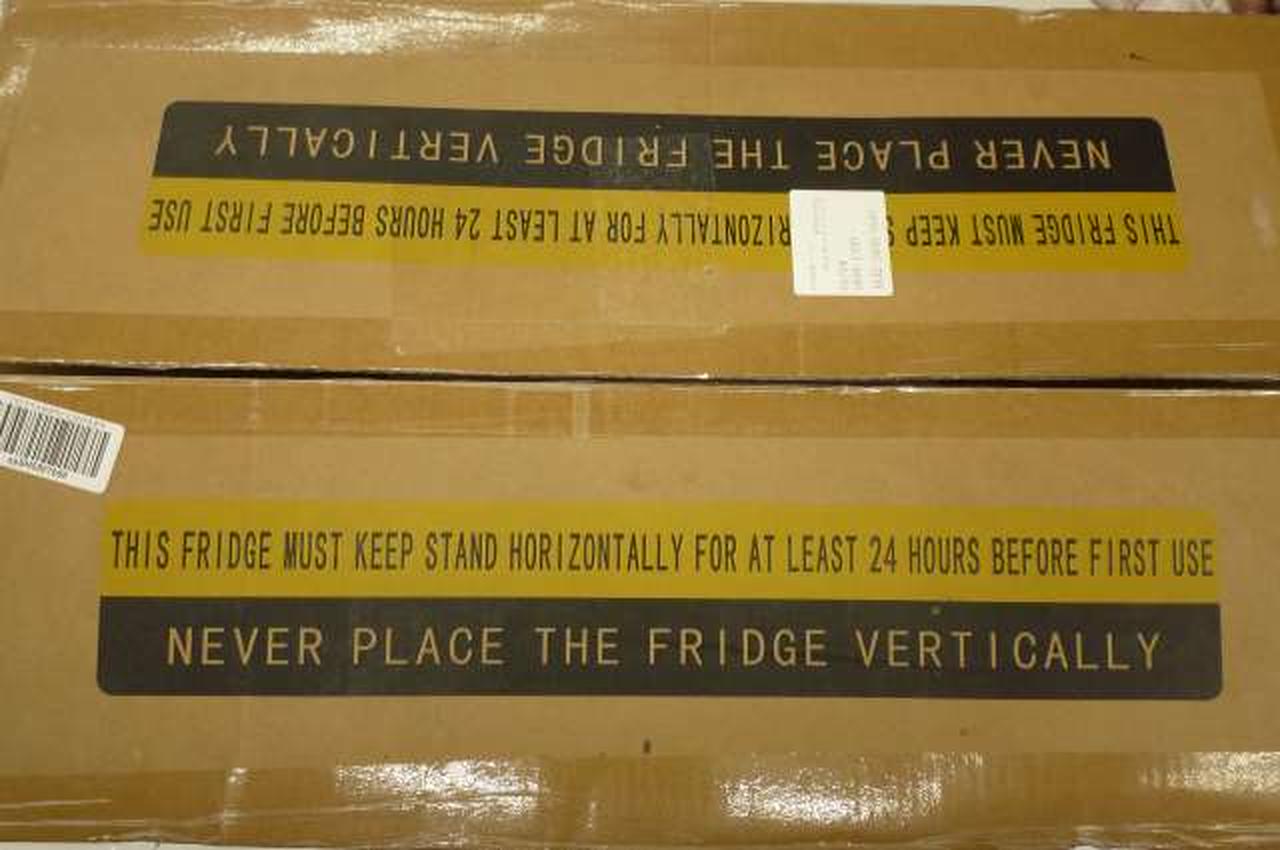 NEVER PLACE THE FRIDGE VERTICALLY
THIS FRIDGE MUST KEEP S RIZONTALLY FOR AT LEAST 24 HOURS BEFORE FIRST USE
THIS FRIDGE MUST KEEP STAND HORIZONTALLY FOR AT LEAST 24 HOURS BEFORE FIRST USE
NEVER PLACE THE FRIDGE VERTICALLY